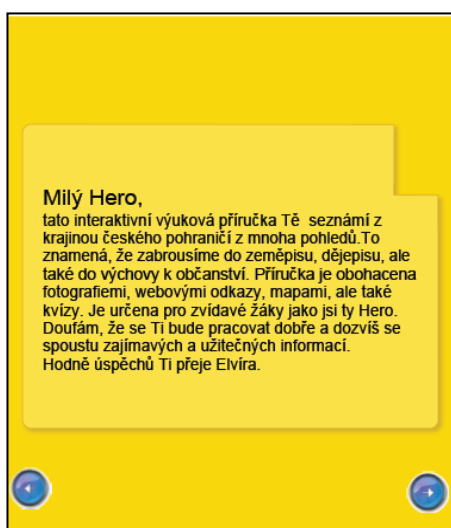 Milý Hero,
tato interaktivní výuková příručka Tě seznámí z
krajinou českého pohraničí z mnoha pohledů.To
znamená, že zabrousíme do zeměpisu, dějepisu, ale
také do výchovy k občanství. Příručka je obohacena
fotografiemi, webovými odkazy, mapami, ale také
kvízy. Je určena pro zvídavé žáky jako jsi ty Hero.
Doufám, že se Ti bude pracovat dobře a dozvíš se
spoustu zajímavých a užitečných informací.
Hodně úspěchů Ti přeje Elvíra.